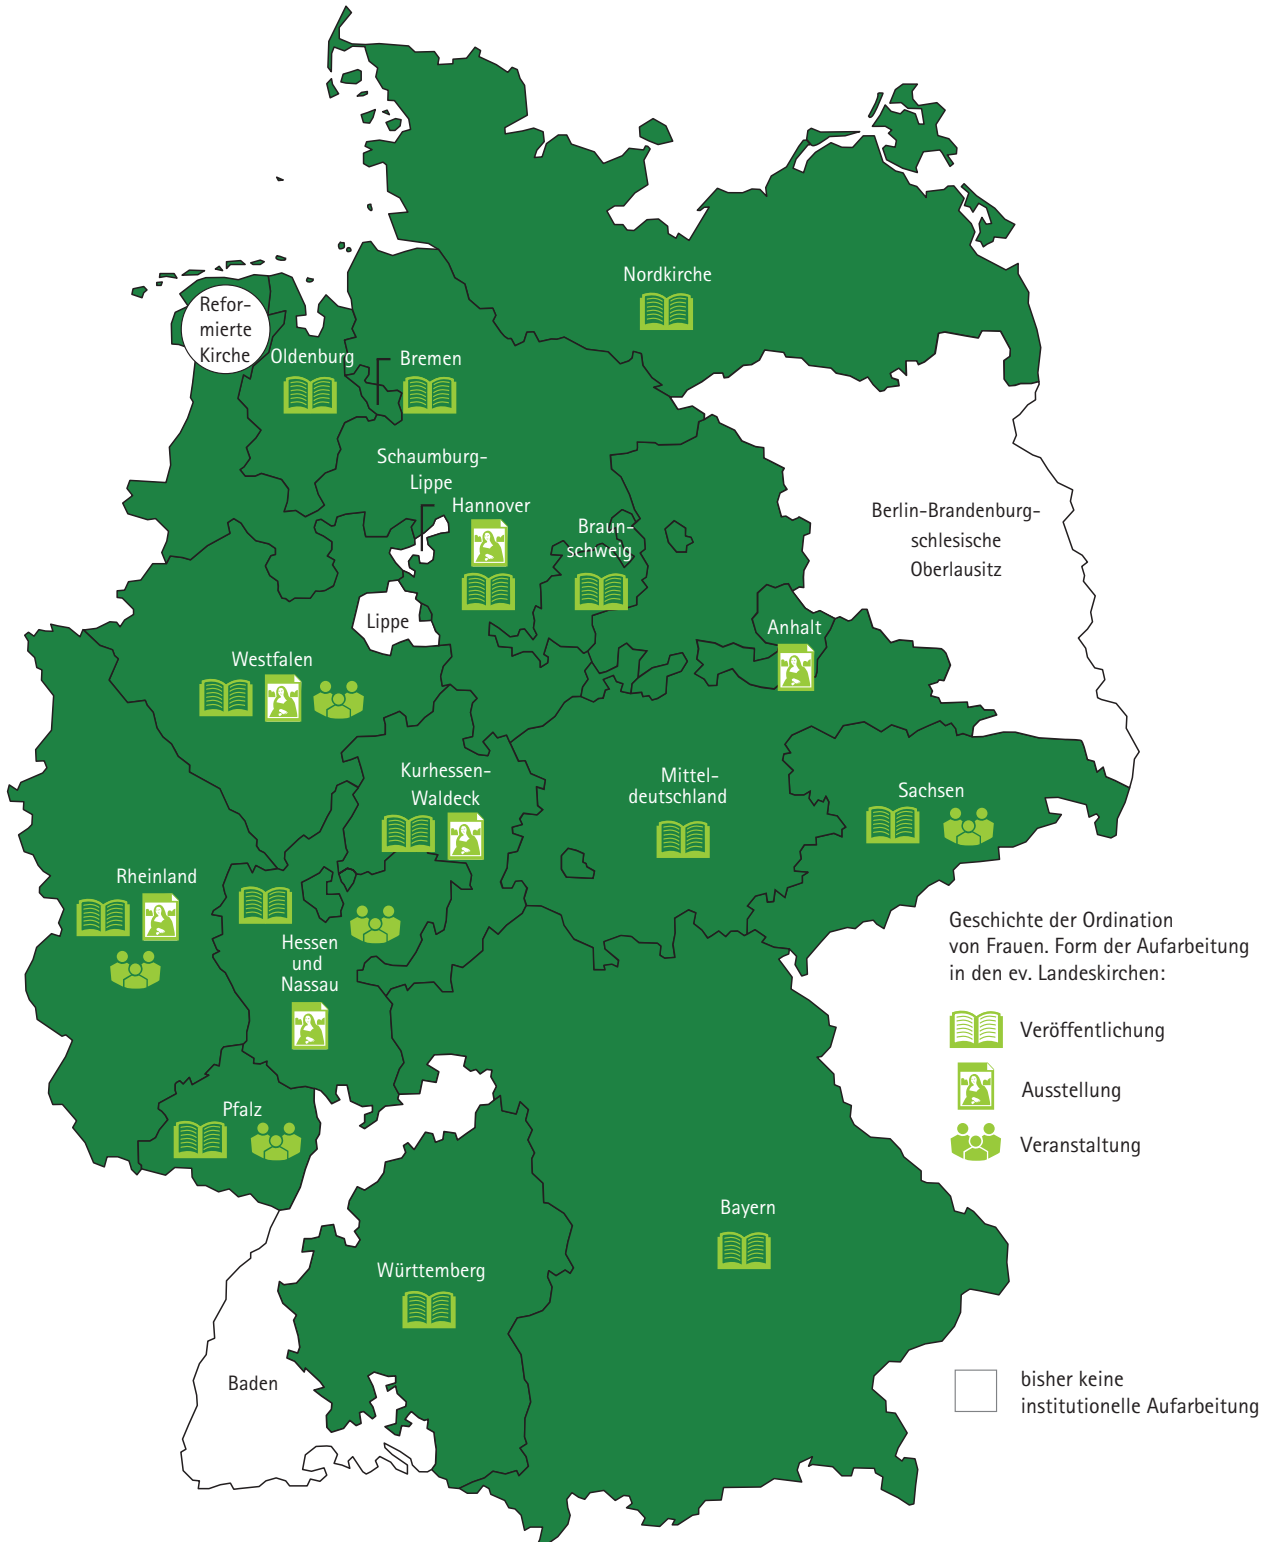 Nordkirche
Refor-
mierte
Kirche
Oldenburg
Bremen
Schaumburg-
Lippe
Hannover
Braun-
schweig
Berlin-Brandenburg-
schlesische
Oberlausitz
Lippe
Anhalt
Westfalen
Kurhessen-
Waldeck
Mittel-
deutschland
Sachsen
Rheinland
Hessen
und
Nassau
Geschichte der Ordination
von Frauen. Form der Aufarbeitung
in den ev. Landeskirchen:
Veröffentlichung
Ausstellung
Veranstaltung
Pfalz
Bayern
Württemberg
Baden
bisher keine
institutionelle Aufarbeitung